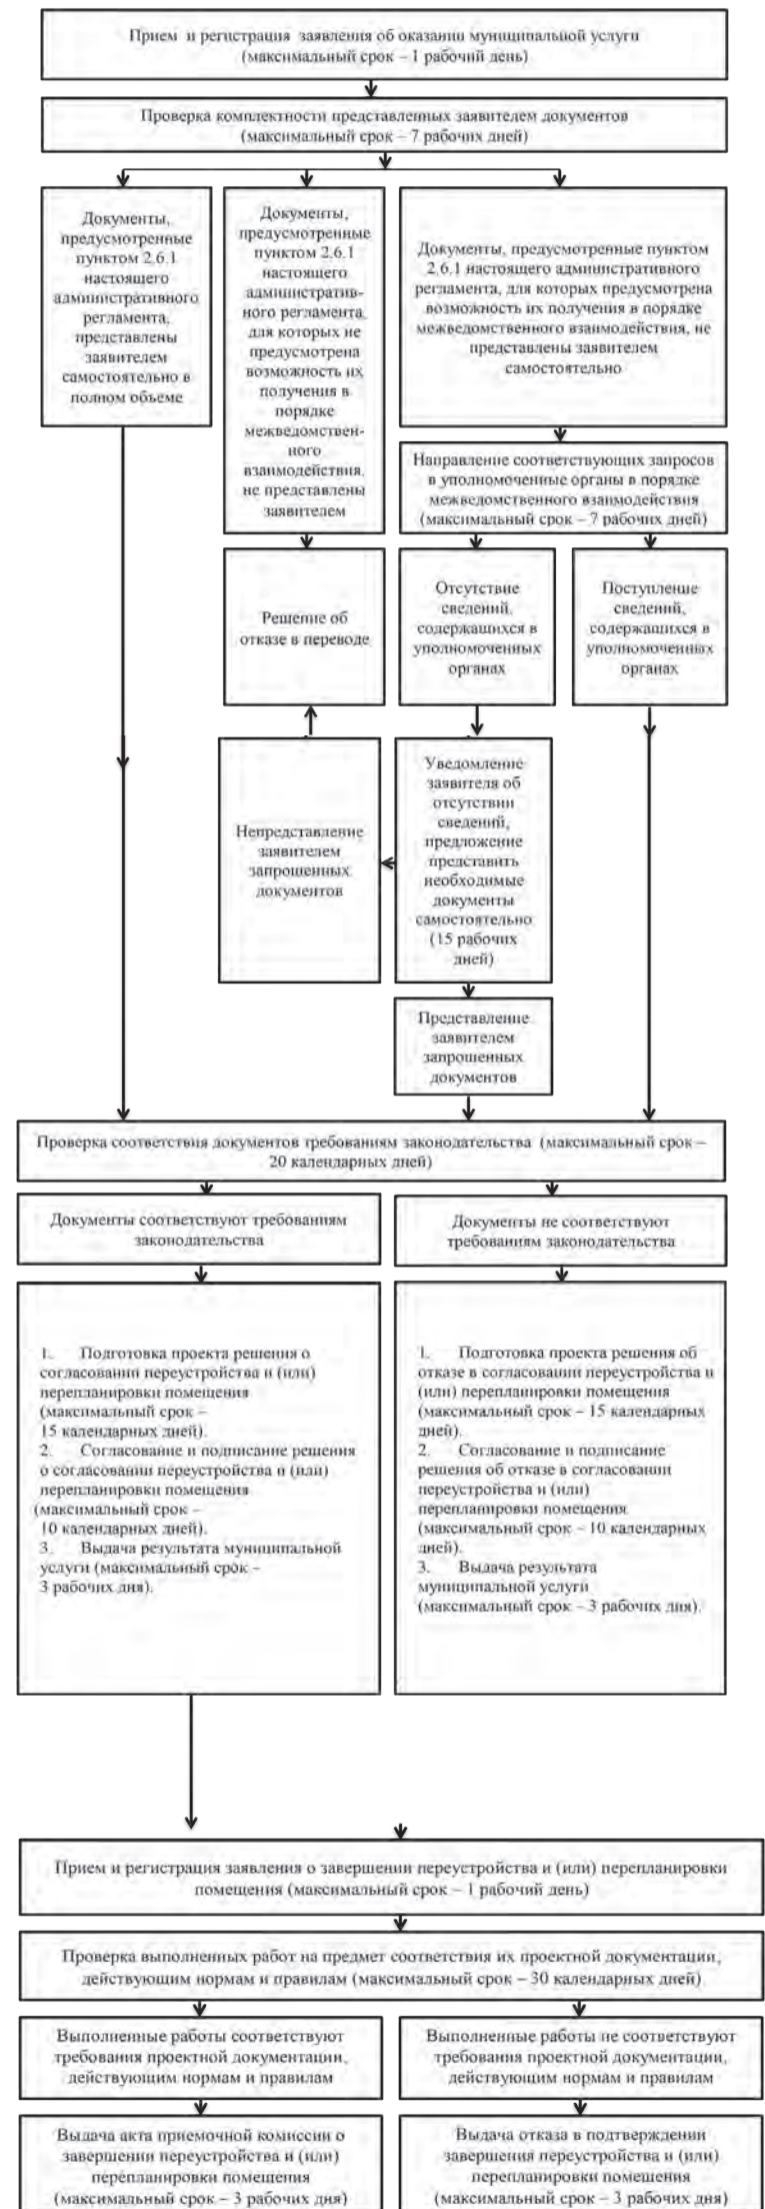 Прием и регистрация заявления об оказании муниципальной услуги
(максимальный срок – 1 рабочий день)
Проверка комплектности представленных заявителем документов
(максимальный срок – 7 рабочих дней)
Документы,
предусмотренные
пунктом 2.6.1
настоящего
административного
регламента,
представлены
заявителем
самостоятельно в
полном объеме
Документы,
предусмотренные
пунктом 2.6.1
настоящего
административ-
ного регламента,
для которых не
предусмотрена
возможность их
получения в
порядке
межведомствен-
ного
взаимодействия,
не представлены
заявителем
Документы, предусмотренные пунктом
2.6.1 настоящего административного
регламента, для которых предусмотрена
возможность их получения в порядке
межведомственного взаимодействия, не
представлены заявителем
самостоятельно
Направление соответствующих запросов
в уполномоченные органы в порядке
межведомственного взаимодействия
(максимальный срок – 7 рабочих дней)
Решение об
отказе в переводе
Отсутствие
сведений,
содержащихся в
уполномоченных
органах
Поступление
сведений,
содержащихся в
уполномоченных
органах
Непредставление
заявителем
запрошенных
документов
Уведомление
заявителя об
отсутствии
сведений,
предложение
представить
необходимые
документы
самостоятельно
(15 рабочих
дней)
Представление
заявителем
запрошенных
документов
Проверка соответствия документов требованиям законодательства (максимальный срок –
20 календарных дней)
Документы соответствуют требованиям
законодательства
Документы не соответствуют
требованиям законодательства
1. Подготовка проекта решения о
согласовании переустройства и (или)
перепланировки помещения
(максимальный срок –
15 календарных дней).
2. Согласование и подписание решения
о согласовании переустройства и (или)
перепланировки помещения
(максимальный срок –
10 календарных дней).
3. Выдача результата муниципальной
услуги (максимальный срок –
3 рабочих дня).
1. Подготовка проекта решения об
отказе в согласовании переустройства и
(или) перепланировки помещения
(максимальный срок – 15 календарных
дней).
2. Согласование и подписание
решения об отказе в согласовании
переустройства и (или)
перепланировки помещения
(максимальный срок – 10 календарных
дней).
3. Выдача результата
муниципальной услуги
(максимальный срок – 3 рабочих дня).
Прием и регистрация заявления о завершении переустройства и (или) перепланировки
помещения (максимальный срок – 1 рабочий день)
Проверка выполненных работ на предмет соответствия их проектной документации,
действующим нормам и правилам (максимальный срок – 30 календарных дней)
Выполненные работы соответствуют
требования проектной документации,
действующим нормам и правилам
Выполненные работы не соответствуют
требования проектной документации,
действующим нормам и правилам
Выдача акта приемочной комиссии о
завершении переустройства и (или)
перепланировки помещения
(максимальный срок – 3 рабочих дня)
Выдача отказа в подтверждении
завершения переустройства и (или)
перепланировки помещения
(максимальный срок – 3 рабочих дня)